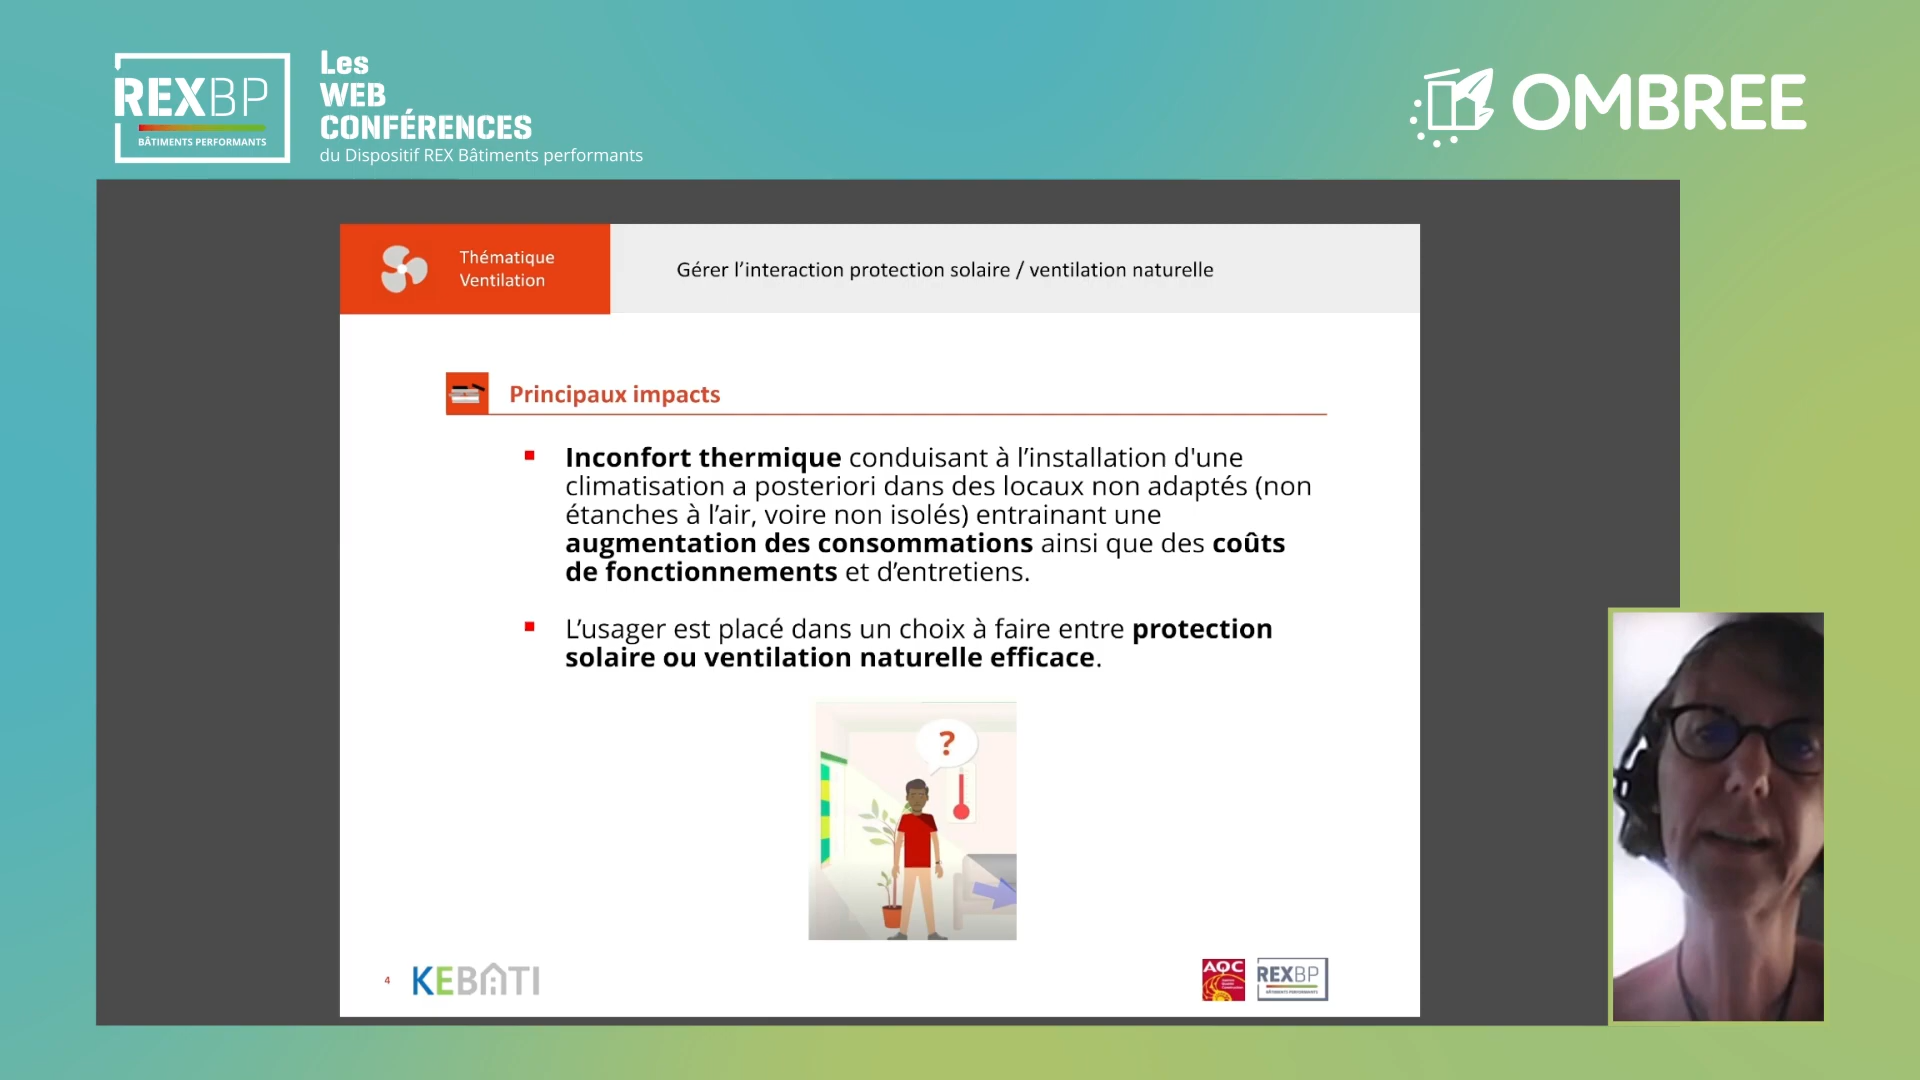 REXBP
BÂTIMENTS PERFORMANTS
Les
WEB
CONFÉRENCES
du Dispositif REX Bâtiments performants
OMBREE
Thématique
Ventilation
Gérer l’interaction protection solaire / ventilation naturelle
Principaux impacts
Inconfort thermique conduisant à l’installation d'une
climatisation a posteriori dans des locaux non adaptés (non
étanches à l’air, voire non isolés) entrainant une
augmentation des consommations ainsi que des coûts
de fonctionnements et d’entretiens.
L’usager est placé dans un choix à faire entre protection
solaire ou ventilation naturelle efficace.
?
4
KEBATI
AQC
REXBP
BÂTIMENTS PERFORMANTS